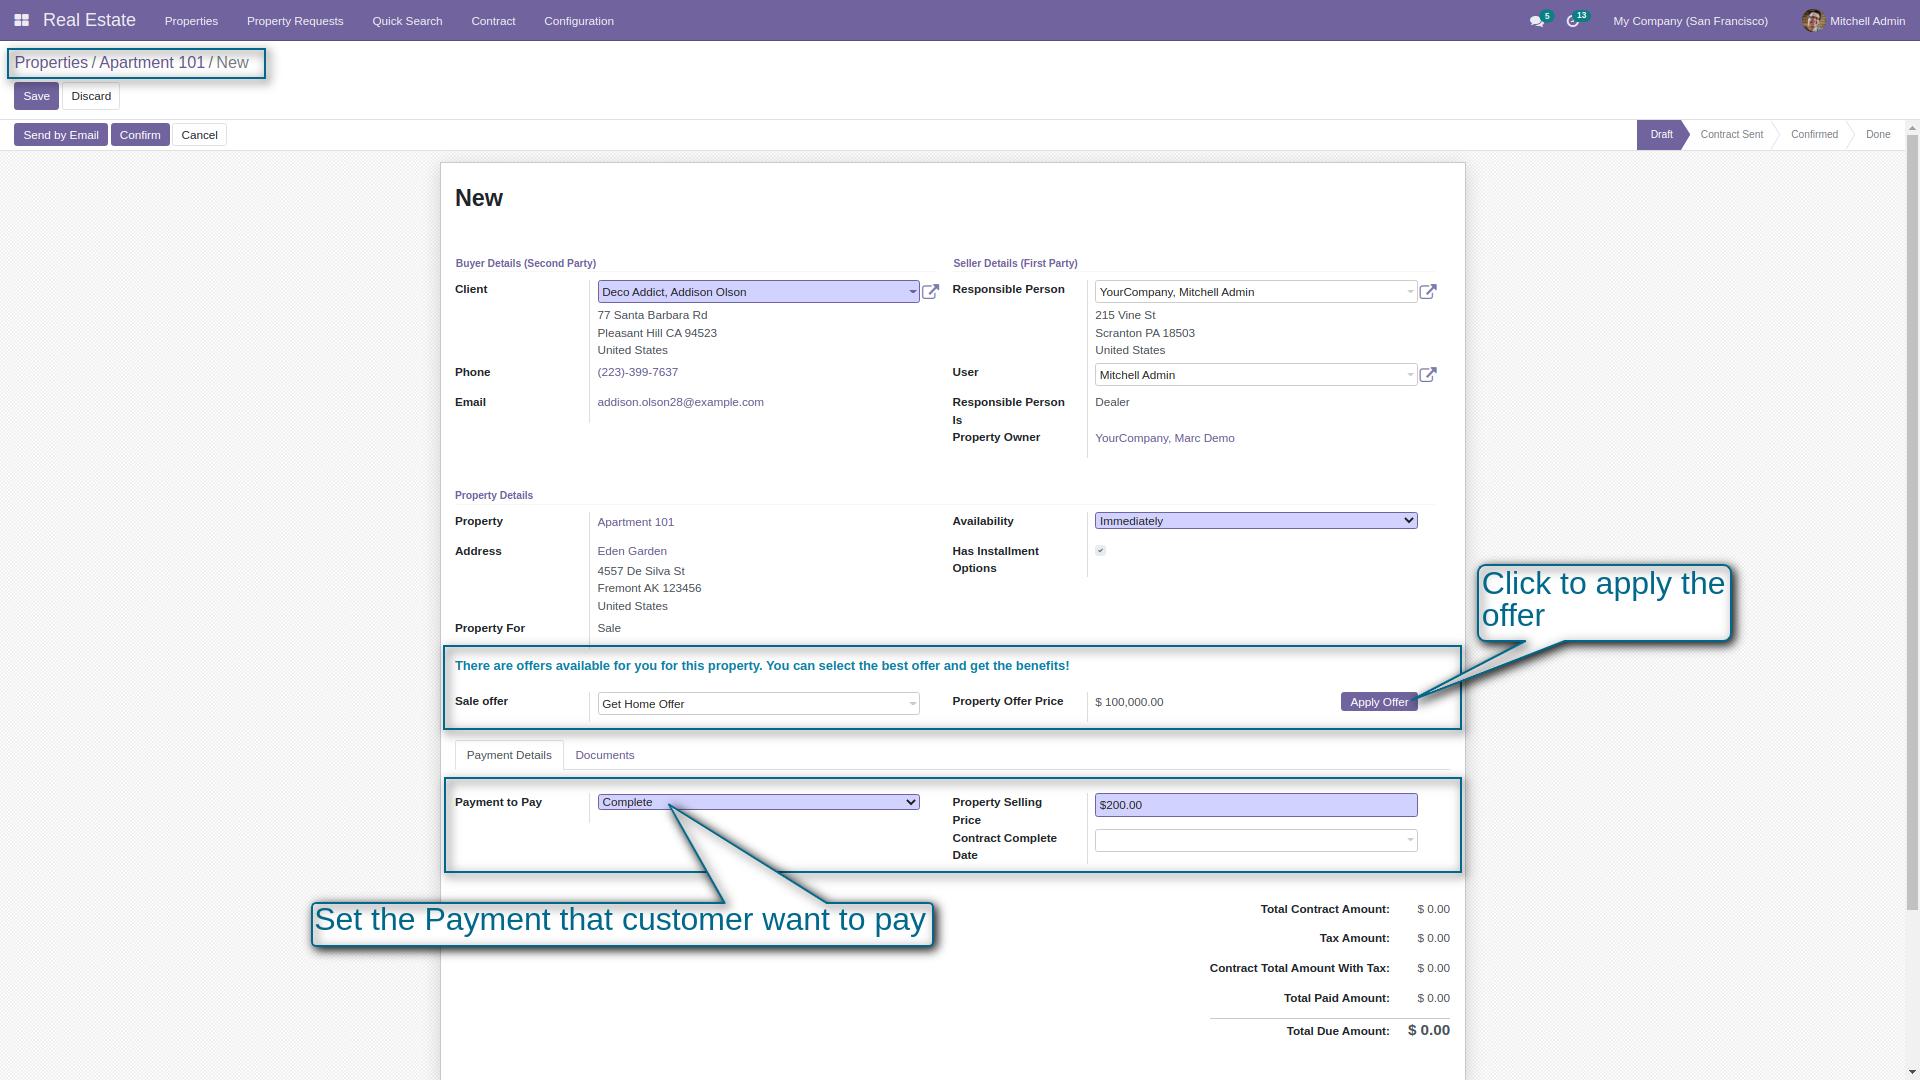 Real Estate Properties Property Requests Quick Search Contract Configuration 5 13 My Company (San Francisco) Mitchell Admin
Properties / Apartment 101 / New
Save Discard
Send by Email Confirm Cancel Draft Contract Sent Confirmed Done
New
Buyer Details (Second Party)
Client Deco Addict, Addison Olson
77 Santa Barbara Rd
Pleasant Hill CA 94523
United States
Phone (223)-399-7637
Email addison.olson28@example.com
Seller Details (First Party)
Responsible Person YourCompany, Mitchell Admin
215 Vine St
Scranton PA 18503
United States
User Mitchell Admin
Responsible Person Dealer
Is
Property Owner YourCompany, Marc Demo
Property Details
Property Apartment 101
Address Eden Garden
4557 De Silva St
Fremont AK 123456
United States
Property For Sale
Availability Immediately
Has Installment
Options
Click to apply the
offer
There are offers available for you for this property. You can select the best offer and get the benefits!
Sale offer Get Home Offer Property Offer Price $ 100,000.00 Apply Offer
Payment Details Documents
Payment to Pay Complete
Property Selling $200.00
Price
Contract Complete
Date
Set the Payment that customer want to pay
Total Contract Amount: $ 0.00
Tax Amount: $ 0.00
Contract Total Amount With Tax: $ 0.00
Total Paid Amount: $ 0.00
Total Due Amount: $ 0.00